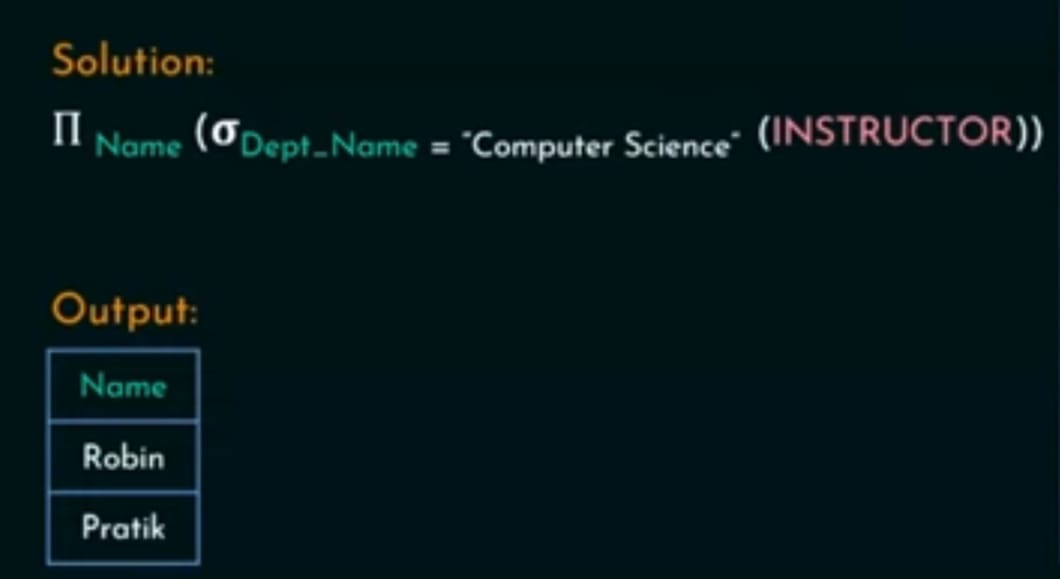 Solution:
Π Name (σDept_Name = "Computer Science" (INSTRUCTOR))
Output:
Name
Robin
Pratik